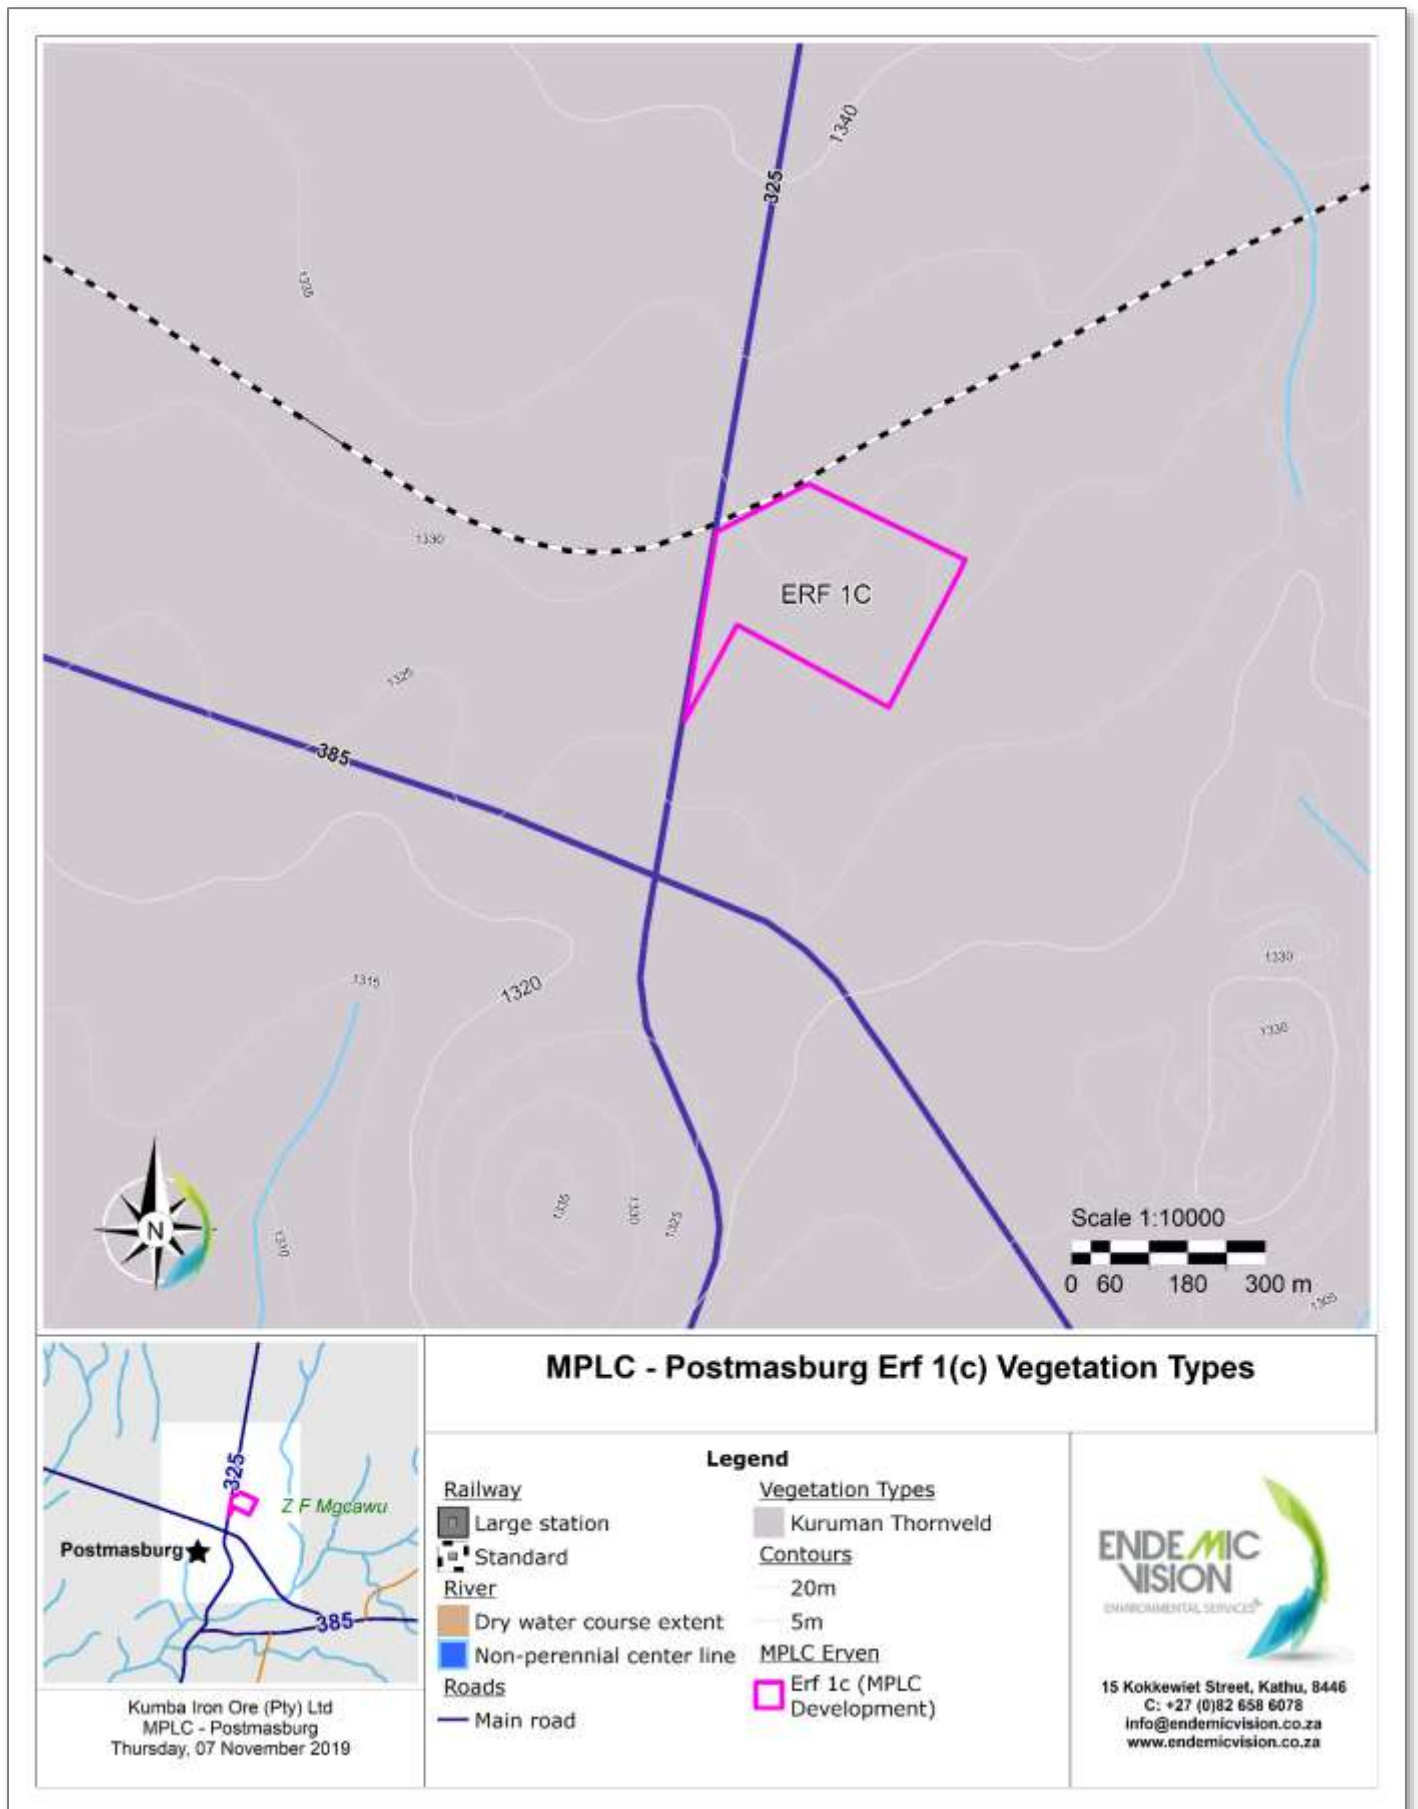 1340
325
1335
1330
ERF 1C
1325
385
1330
1315
1320
1330
1335
1330
1325
1310
N
Scale 1:10000
0 60 180 300 m
1305
325
Z F Mgcawu
Postmasburg
385
Kumba Iron Ore (Pty) Ltd
MPLC - Postmasburg
Thursday, 07 November 2019
MPLC - Postmasburg Erf 1(c) Vegetation Types
Legend
Railway
Large station
Standard
River
Dry water course extent
Non-perennial center line
Roads
Main road
Vegetation Types
Kuruman Thornveld
Contours
20m
5m
MPLC Erven
Erf 1c (MPLC
Development)
ENDEMIC
VISION
ENVIRONMENTAL SERVICES
15 Kokkewiet Street, Kathu, 8446
C: +27 (0)82 658 6078
info@endemicvision.co.za
www.endemicvision.co.za